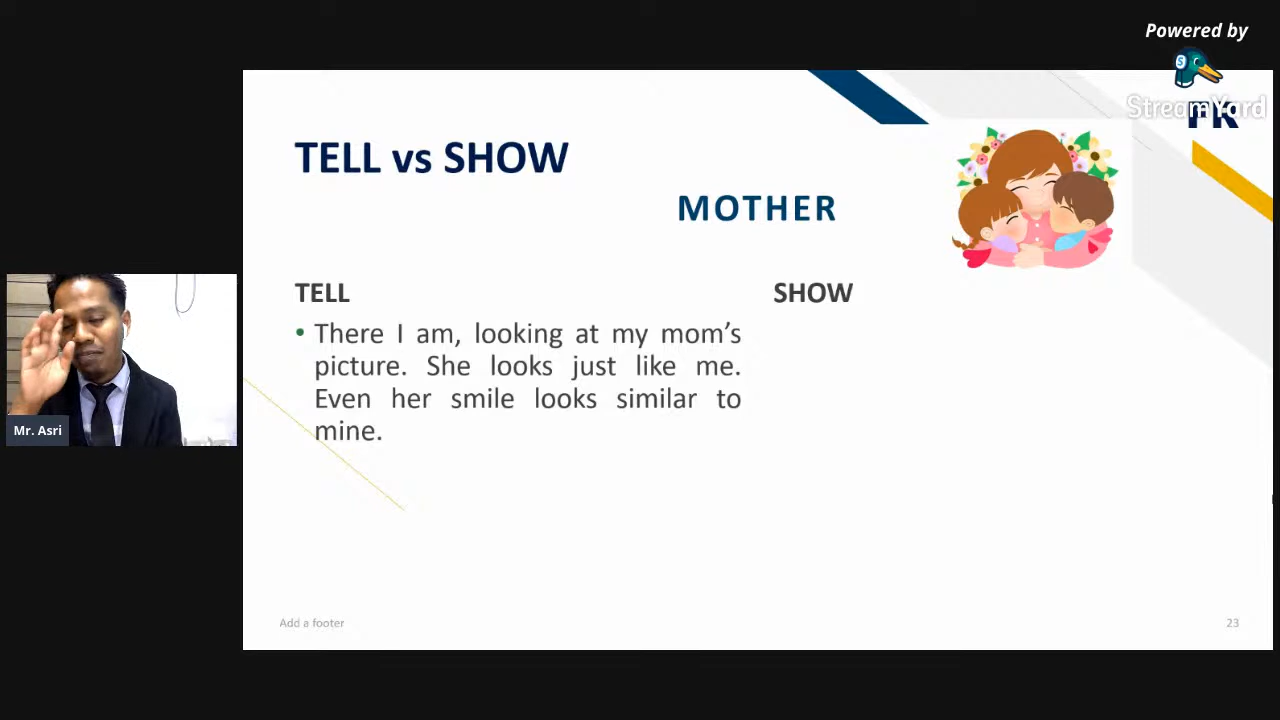 Powered by
StreamYard
PK
TELL vs SHOW
MOTHER
TELL
SHOW
• There I am, looking at my mom’s
picture. She looks just like me.
Even her smile looks similar to
mine.
Mr. Asri
Add a footer
23